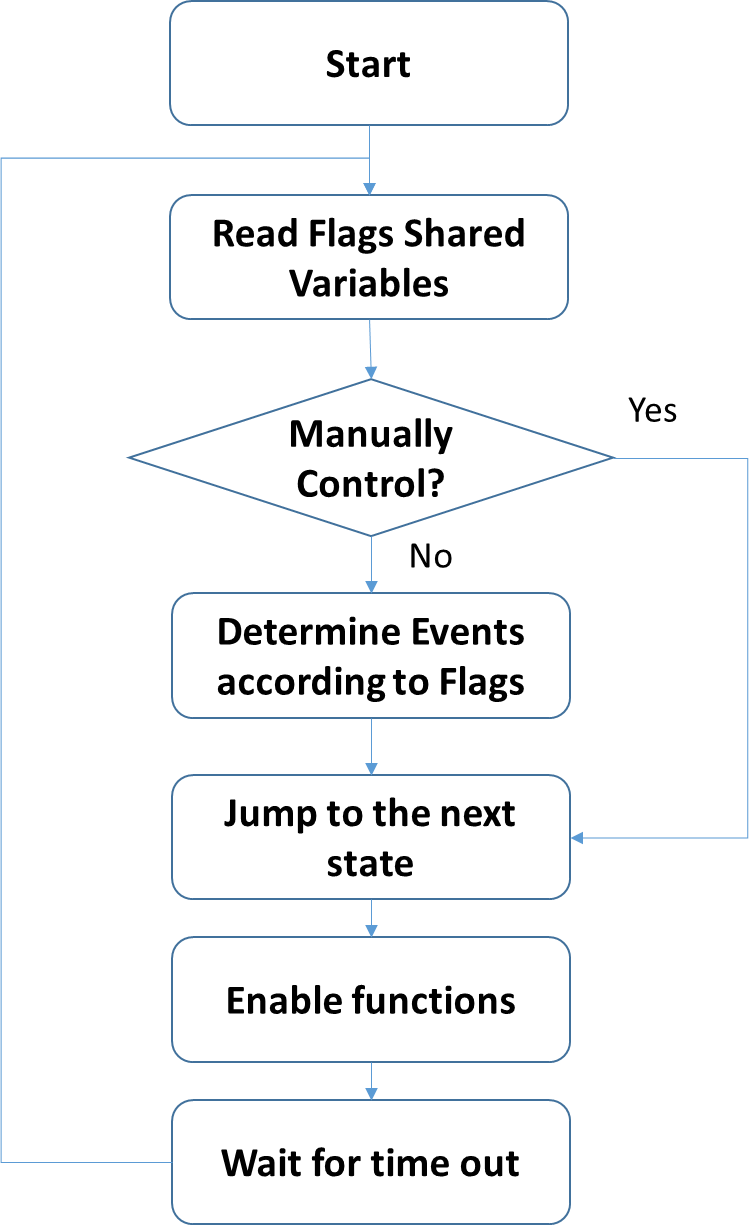 Start
Read Flags Shared
Variables
Manually
Control?
Yes
No
Determine Events
according to Flags
Jump to the next
state
Enable functions
Wait for time out